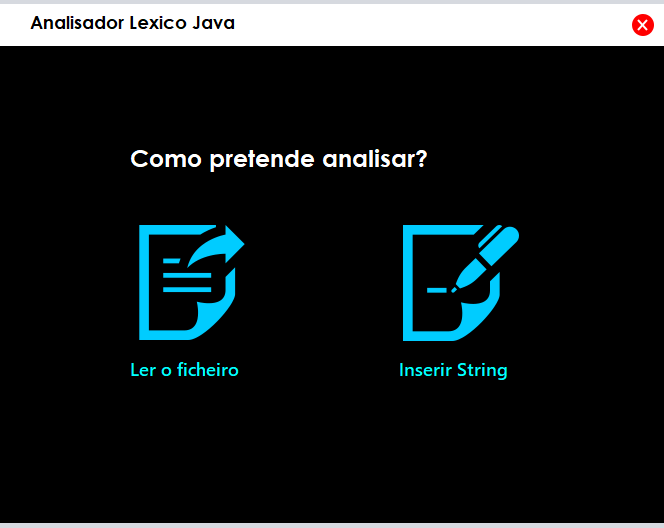 Analisador Lexico Java
Como pretende analisar?
Ler o ficheiro
Inserir String